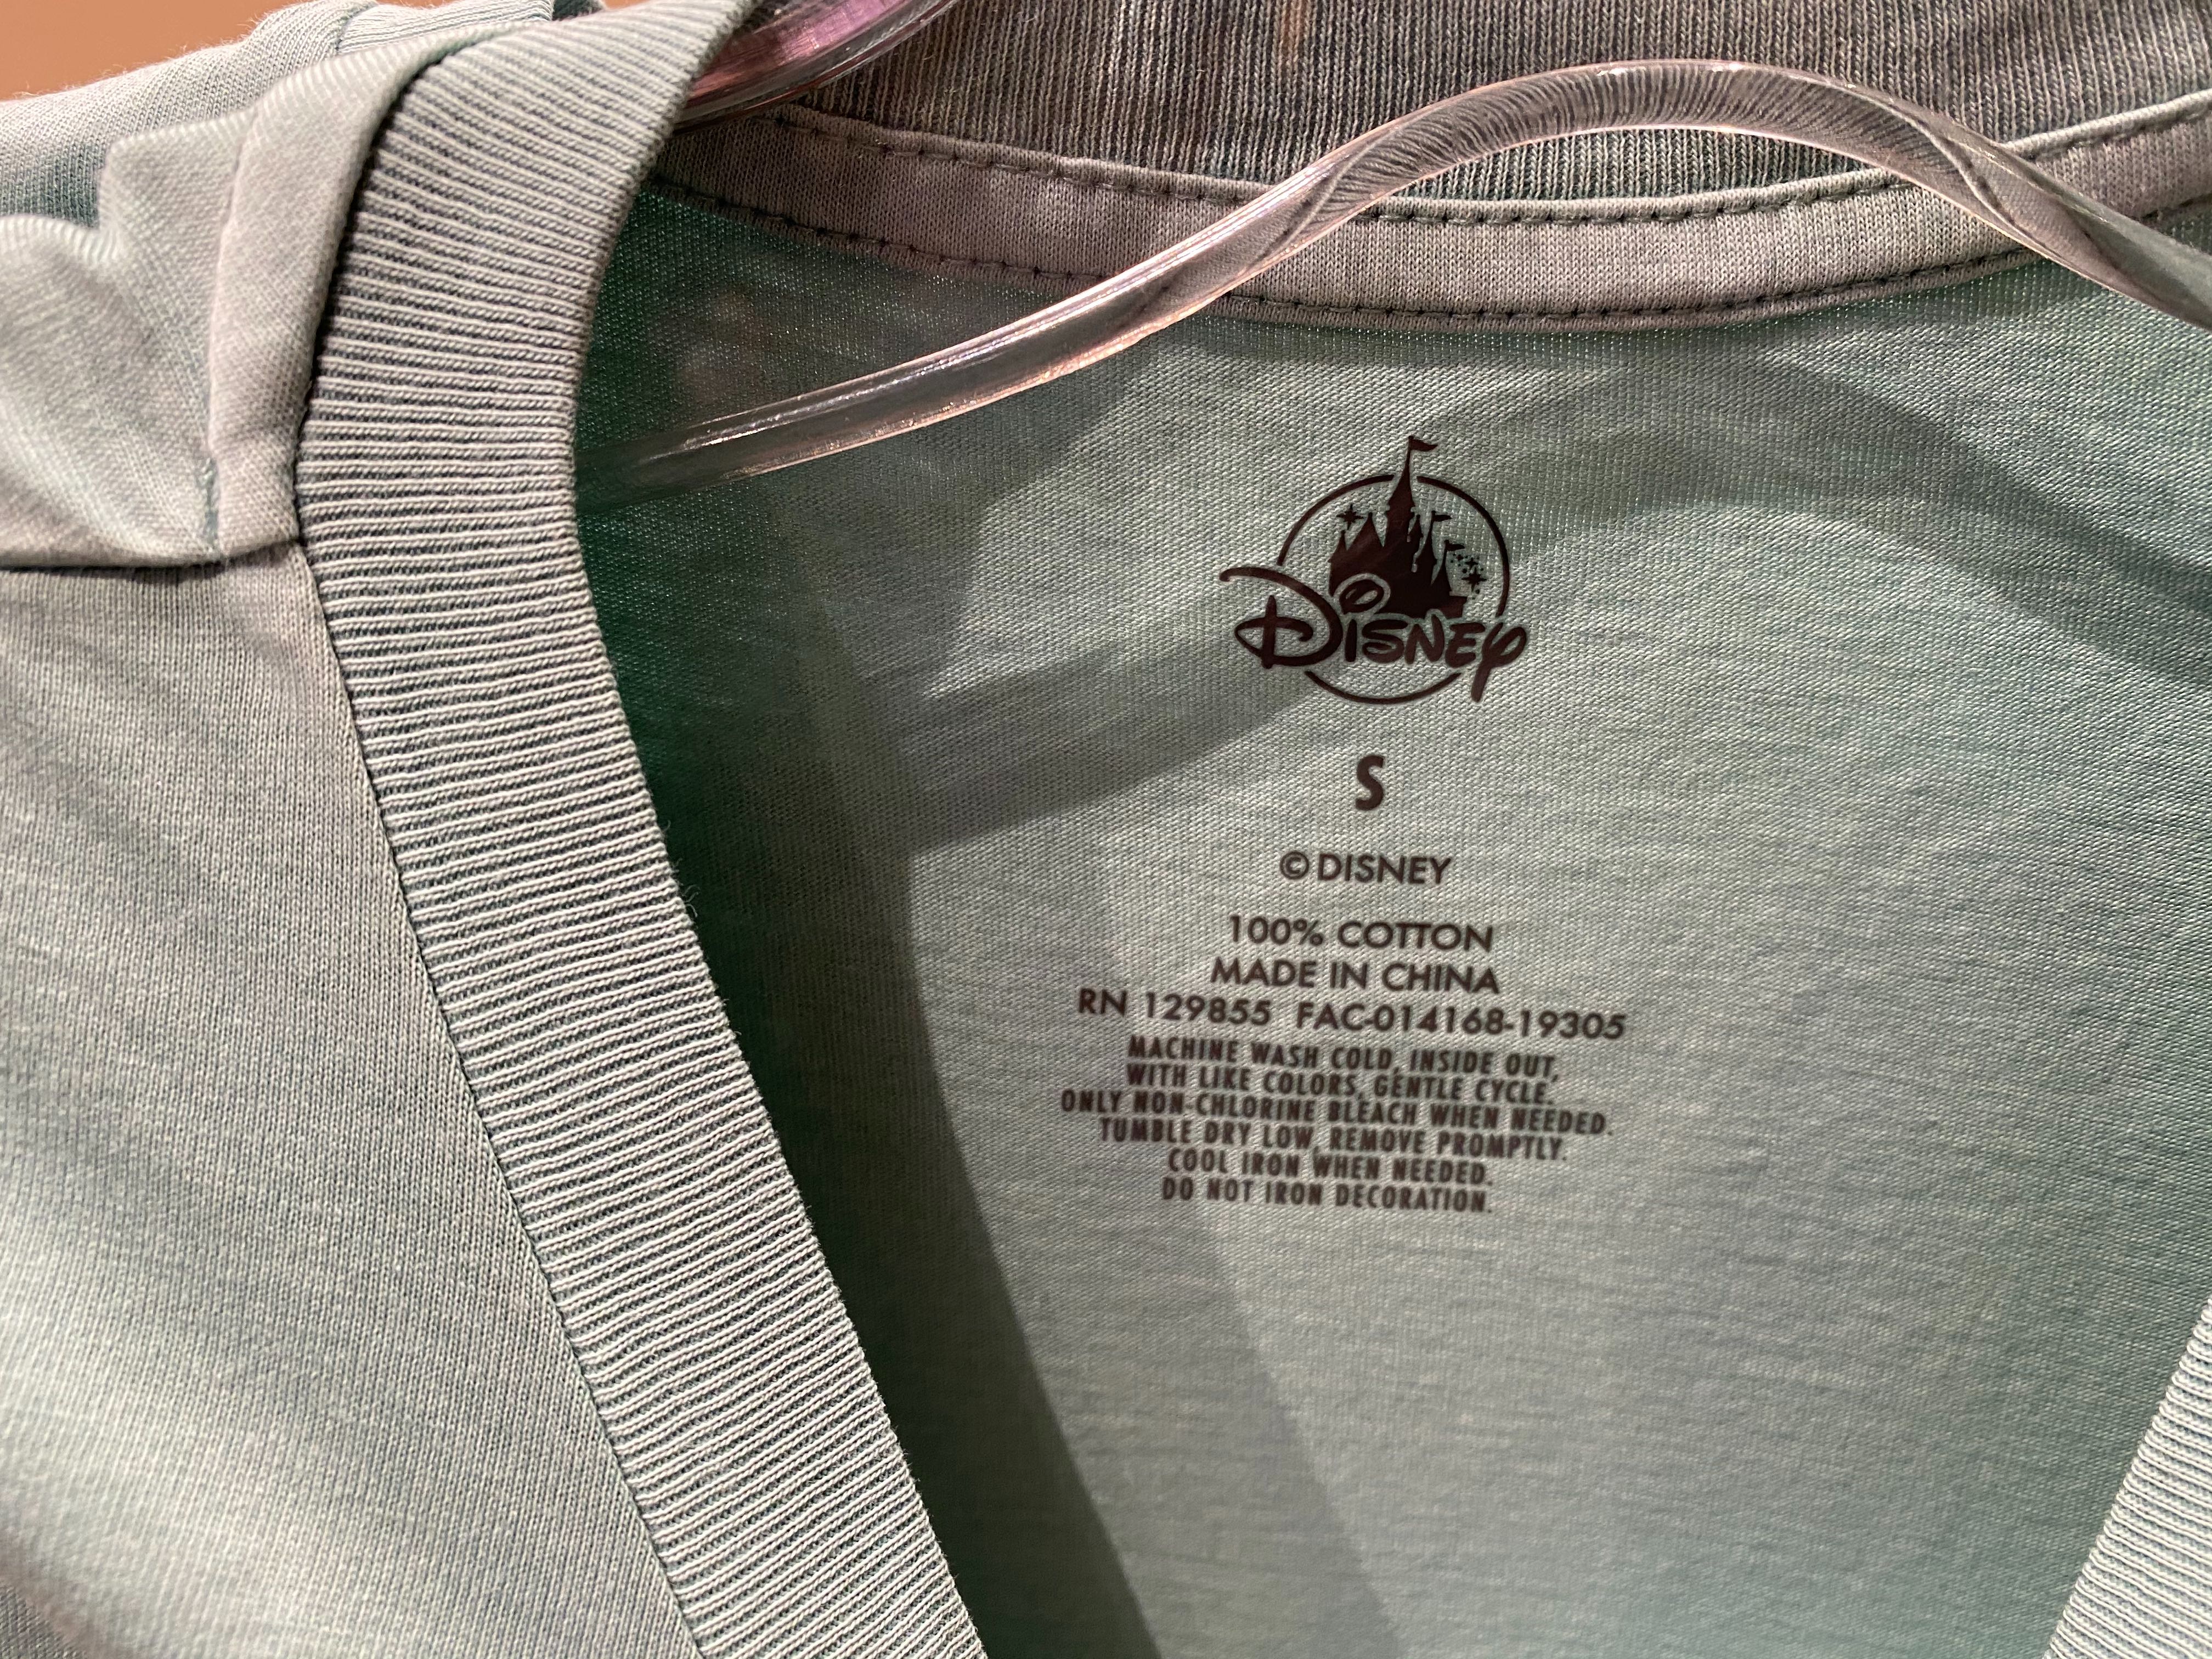 Disney
S
© DISNEY
100% COTTON
MADE IN CHINA
RN 129855 FAC-014168-19305
MACHINE WASH COLD, INSIDE OUT,
WITH LIKE COLORS, GENTLE CYCLE.
ONLY NON-CHLORINE BLEACH WHEN NEEDED.
TUMBLE DRY LOW, REMOVE PROMPTLY.
COOL IRON WHEN NEEDED.
DO NOT IRON DECORATION.